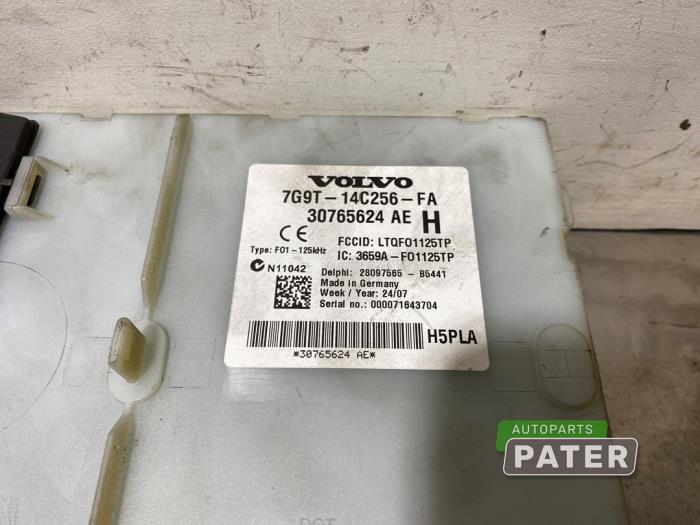 VOLVO
7G9T-14C256-FA
30765624 AE H
FCCID: LTQFO1125TP
Type: FO1-125kHz
IC: 3659A-FO1125TP
N11042
Delphi: 28097565 - B5441
Made in Germany
Week / Year: 24/07
Serial no.: 000071643704
H5PLA
*30765624 AE*
AUTOPARTS
PATER